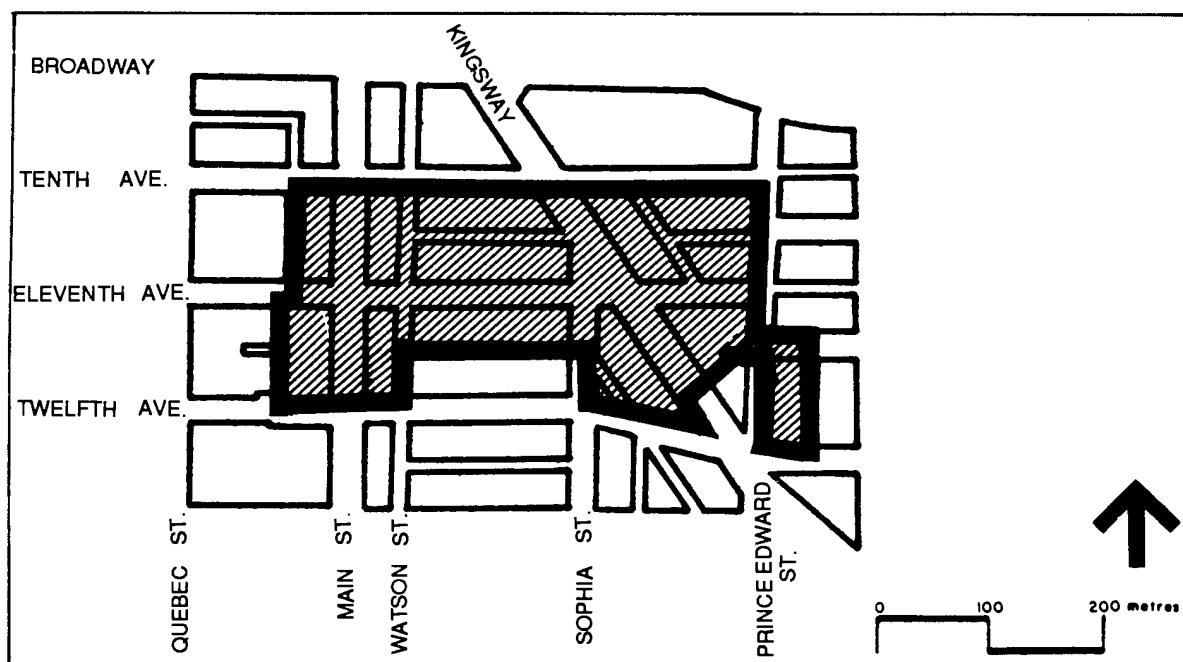 BROADWAY
KINGSWAY
TENTH AVE.
ELEVENTH AVE.
TWELFTH AVE.
QUEBEC ST.
MAIN ST.
WATSON ST.
SOPHIA ST.
PRINCE EDWARD
ST.
0 100 200 metres